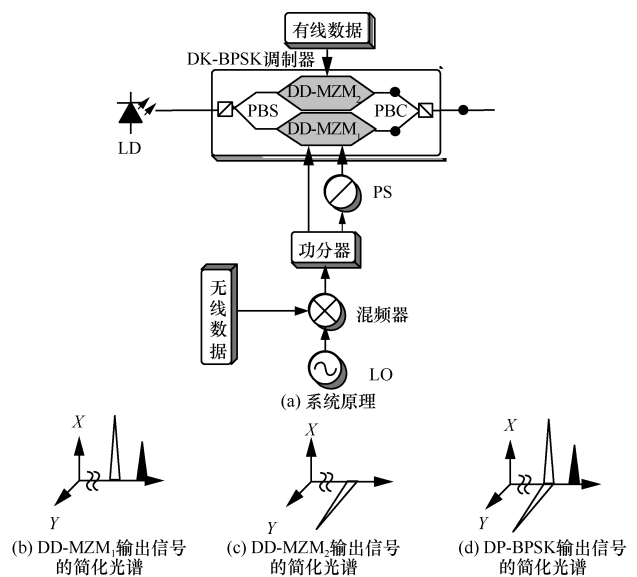 有线数据
DK-BPSK调制器
DD-MZM2
PBS
PBC
DD-MZM1
LD
PS
功分器
无线数据
混频器
LO
(a) 系统原理
X
X
X
Y
Y
Y
(b) DD-MZM1输出信号
的简化光谱
(c) DD-MZM2输出信号
的简化光谱
(d) DP-BPSK输出信号
的简化光谱